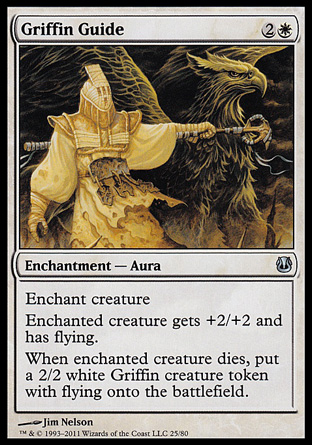 Griffin Guide 2
Enchantment — Aura
Enchant creature
Enchanted creature gets +2/+2 and
has flying.
When enchanted creature dies, put
a 2/2 white Griffin creature token
with flying onto the battlefield.
Jim Nelson
™ & © 1993–2011 Wizards of the Coast LLC 25/80